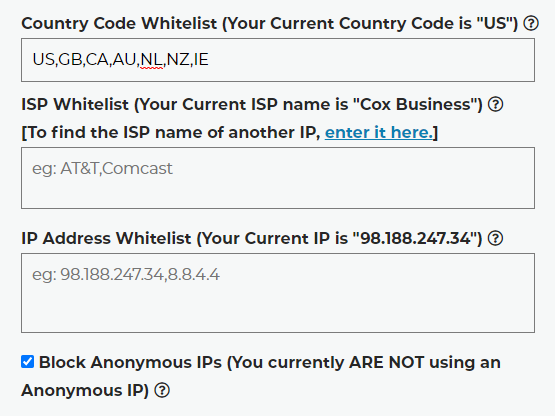 Country Code Whitelist (Your Current Country Code is "US") ?
US,GB,CA,AU,NL,NZ,IE
ISP Whitelist (Your Current ISP name is "Cox Business") ?
[To find the ISP name of another IP, enter it here.]
eg: AT&T,Comcast
IP Address Whitelist (Your Current IP is "98.188.247.34") ?
eg: 98.188.247.34,8.8.4.4
Block Anonymous IPs (You currently ARE NOT using an
Anonymous IP) ?